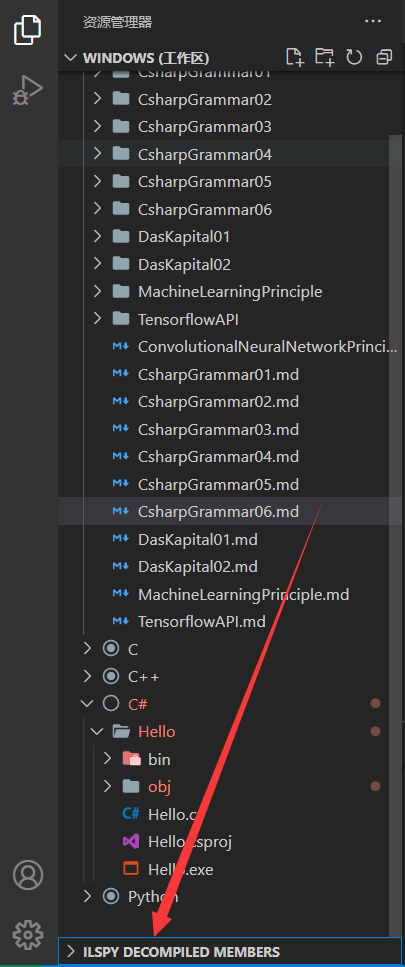 资源管理器
WINDOWS (工作区)
CsharpGrammar01
CsharpGrammar02
CsharpGrammar03
CsharpGrammar04
CsharpGrammar05
CsharpGrammar06
DasKapital01
DasKapital02
MachineLearningPrinciple
TensorflowAPI
ConvolutionalNeuralNetworkPrinci...
CsharpGrammar01.md
CsharpGrammar02.md
CsharpGrammar03.md
CsharpGrammar04.md
CsharpGrammar05.md
CsharpGrammar06.md
DasKapital01.md
DasKapital02.md
MachineLearningPrinciple.md
TensorflowAPI.md
C
C++
C#
Hello
bin
obj
C# Hello.c
Hello.csproj
Hello.exe
Python
ILSPY DECOMPILED MEMBERS